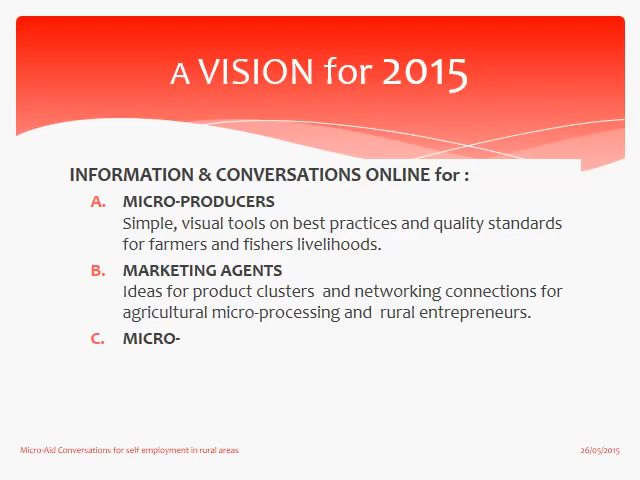 A VISION for 2015
INFORMATION & CONVERSATIONS ONLINE for :
A. MICRO-PRODUCERS
Simple, visual tools on best practices and quality standards
for farmers and fishers livelihoods.
B. MARKETING AGENTS
Ideas for product clusters and networking connections for
agricultural micro-processing and rural entrepreneurs.
C. MICRO-
Micro-Aid Conversations for self employment in rural areas
26/05/2015